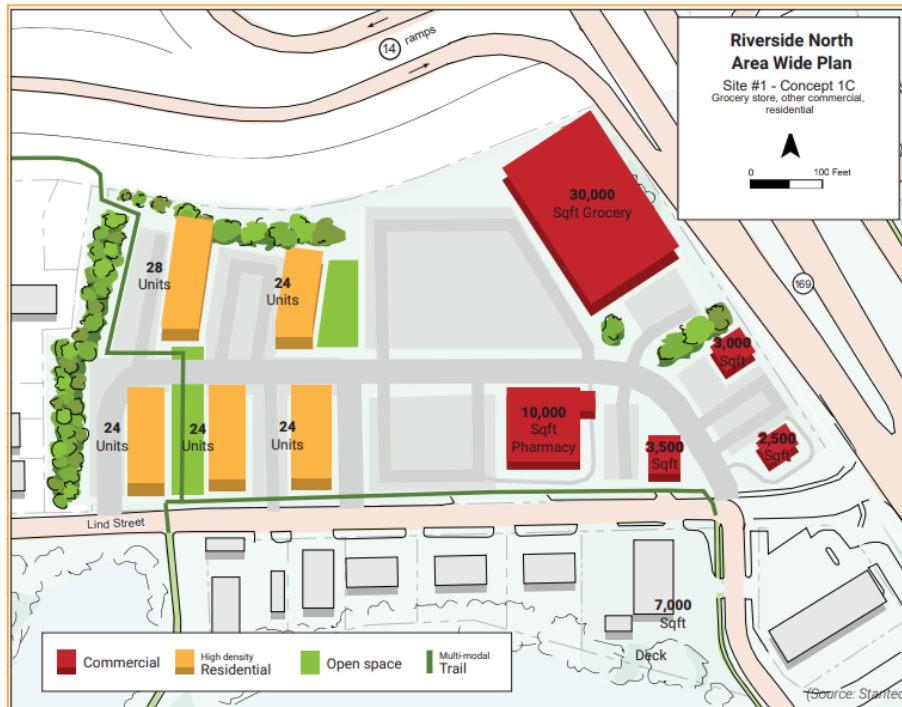 14
ramps
Riverside North
Area Wide Plan
Site #1 - Concept 1C
Grocery store, other commercial,
residential
0
100 Feet
30,000
Sqft Grocery
28
Units
24
Units
169
3,000
Sqft
24
Units
24
Units
24
Units
10,000
Sqft
Pharmacy
3,500
Sqft
2,500
Sqft
Lind Street
7,000
Sqft
Deck
Commercial
High density
Residential
Open space
Multi-modal
Trail
(Source: Stantec